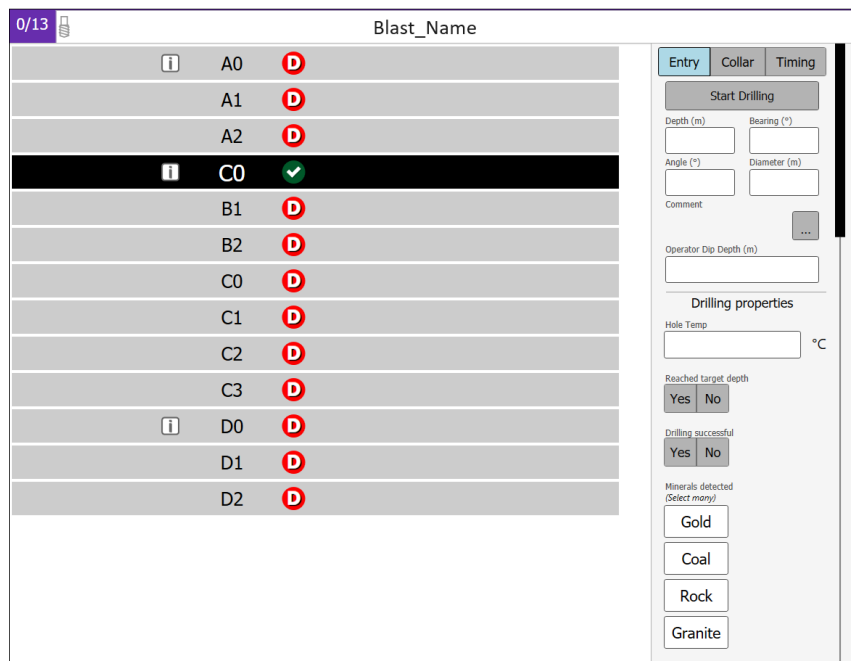 0/13
Blast_Name
i A0 D
A1 D
A2 D
i C0
B1 D
B2 D
C0 D
C1 D
C2 D
C3 D
i D0 D
D1 D
D2 D
Entry Collar Timing
Start Drilling
Depth (m) Bearing (°)
Angle (°) Diameter (m)
Comment
...
Operator Dip Depth (m)
Drilling properties
Hole Temp
°C
Reached target depth
Yes No
Drilling successful
Yes No
Minerals detected
(Select many)
Gold
Coal
Rock
Granite